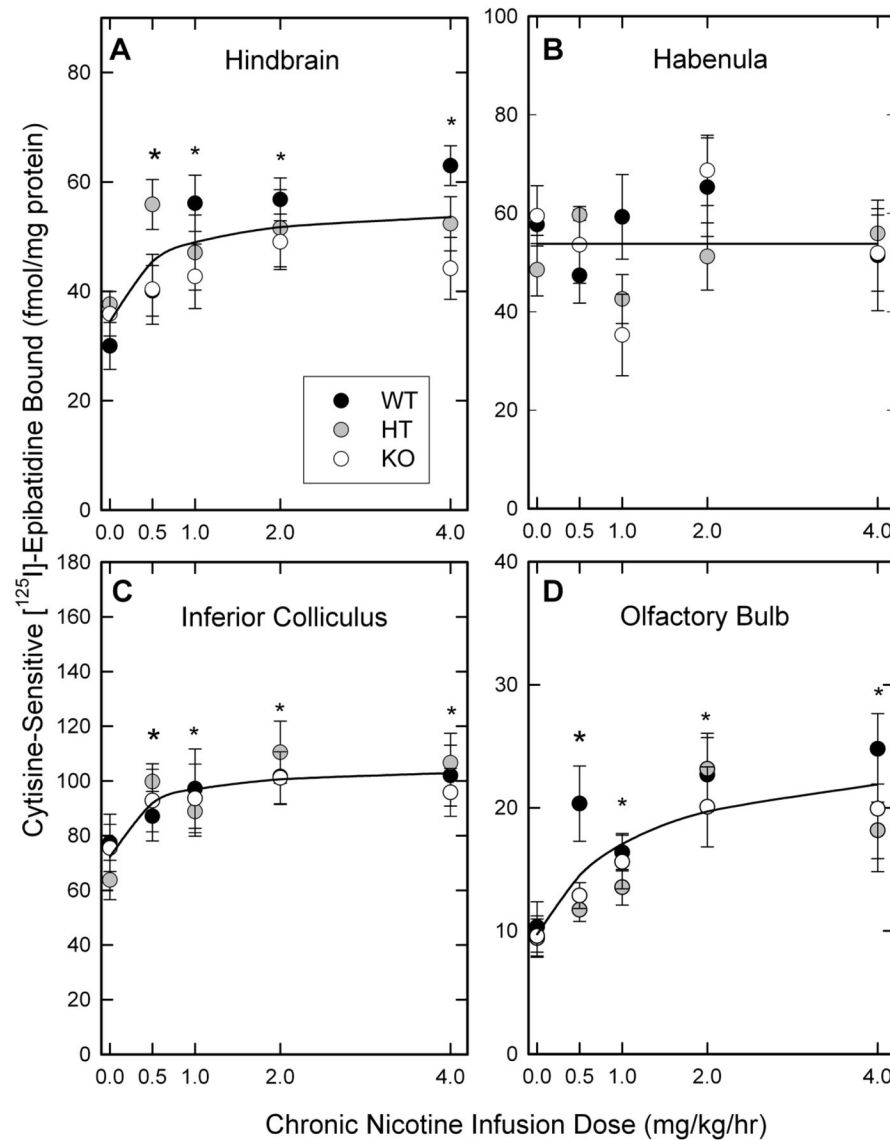 Cytisine-Sensitive [¹²⁵I]-Epibatidine Bound (fmol/mg protein)
A
Hindbrain
80
60
40
20
0
* * * *
WT
HT
KO
0.0 0.5 1.0 2.0 4.0
B
Habenula
100
80
60
40
20
0
0.0 0.5 1.0 2.0 4.0
C
Inferior Colliculus
180
160
140
120
100
80
60
40
20
0
* * * *
0.0 0.5 1.0 2.0 4.0
D
Olfactory Bulb
40
30
20
10
0
* * * *
0.0 0.5 1.0 2.0 4.0
Chronic Nicotine Infusion Dose (mg/kg/hr)